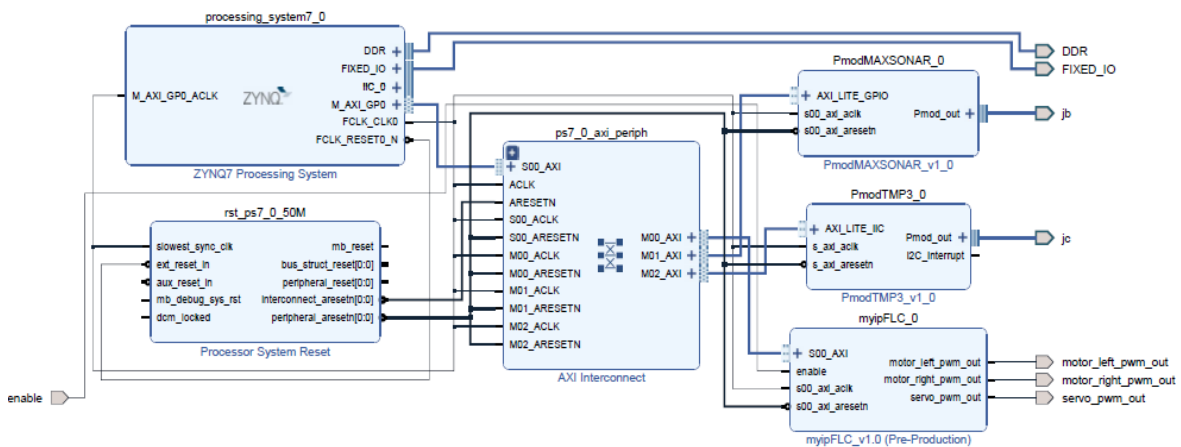 processing_system7_0
DDR
FIXED_IO
IIC_0
M_AXI_GP0
FCLK_CLK0
FCLK_RESET0_N
M_AXI_GP0_ACLK
ZYNQ
ZYNQ7 Processing System
rst_ps7_0_50M
slowest_sync_clk
ext_reset_in
aux_reset_in
mb_debug_sys_rst
dcm_locked
mb_reset
bus_struct_reset[0:0]
peripheral_reset[0:0]
interconnect_aresetn[0:0]
peripheral_aresetn[0:0]
Processor System Reset
enable
ps7_0_axi_periph
S00_AXI
ACLK
ARESETN
S00_ACLK
S00_ARESETN
M00_ACLK
M00_ARESETN
M01_ACLK
M01_ARESETN
M02_ACLK
M02_ARESETN
M00_AXI
M01_AXI
M02_AXI
AXI Interconnect
PmodMAXSONAR_0
AXI_LITE_GPIO
s00_axi_aclk
s00_axi_aresetn
Pmod_out
PmodMAXSONAR_v1_0
PmodTMP3_0
AXI_LITE_IIC
s_axi_aclk
s_axi_aresetn
Pmod_out
I2C_Interrupt
PmodTMP3_v1_0
myipFLC_0
S00_AXI
enable
s00_axi_aclk
s00_axi_aresetn
motor_left_pwm_out
motor_right_pwm_out
servo_pwm_out
myipFLC_v1.0 (Pre-Production)
DDR
FIXED_IO
jb
jc
motor_left_pwm_out
motor_right_pwm_out
servo_pwm_out